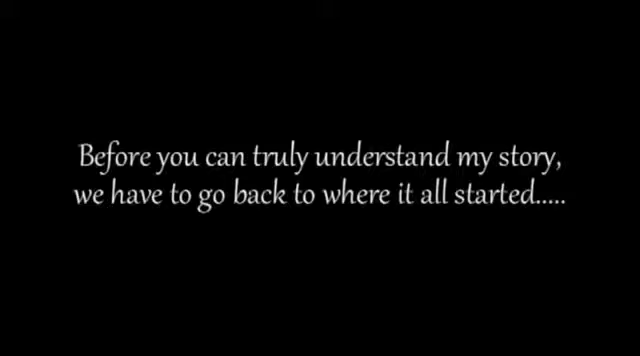 Before you can truly understand my story,
we have to go back to where it all started.....